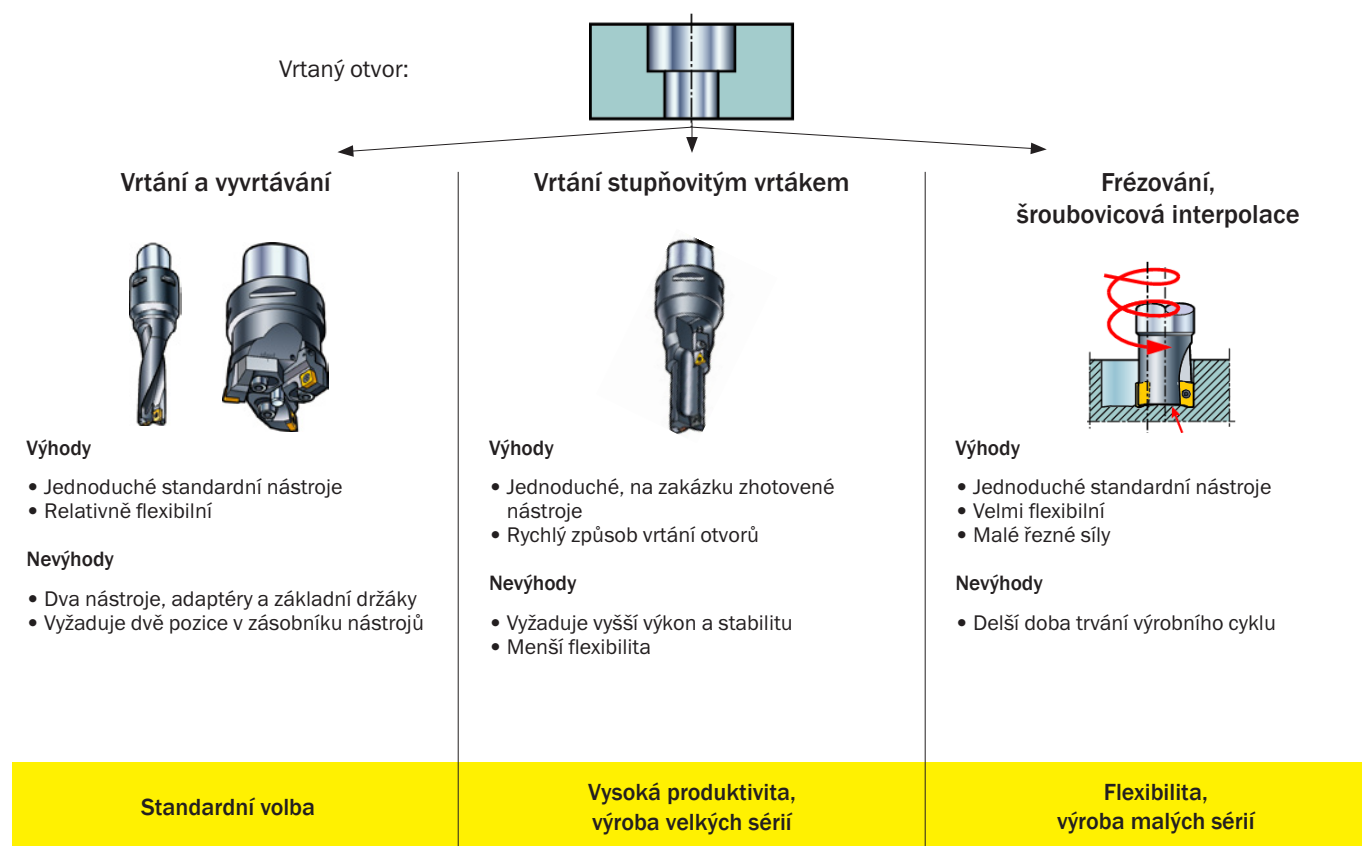 Vrtaný otvor:
Vrtání a vyvrtávání
Výhody
• Jednoduché standardní nástroje
• Relativně flexibilní
Nevýhody
• Dva nástroje, adaptéry a základní držáky
• Vyžaduje dvě pozice v zásobníku nástrojů
Standardní volba
Vrtání stupňovitým vrtákem
Výhody
• Jednoduché, na zakázku zhotovené
nástroje
• Rychlý způsob vrtání otvorů
Nevýhody
• Vyžaduje vyšší výkon a stabilitu
• Menší flexibilita
Vysoká produktivita,
výroba velkých sérií
Frézování,
šroubovicová interpolace
Výhody
• Jednoduché standardní nástroje
• Velmi flexibilní
• Malé řezné síly
Nevýhody
• Delší doba trvání výrobního cyklu
Flexibilita,
výroba malých sérií